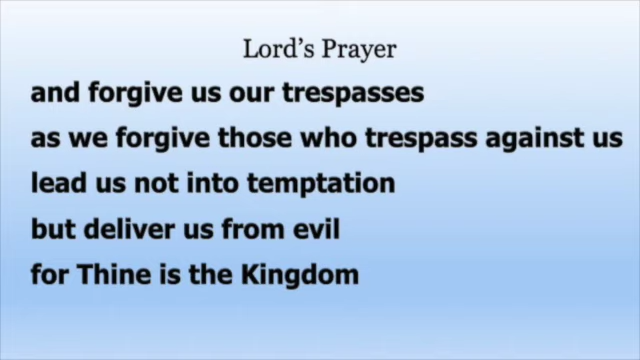 Lord’s Prayer
and forgive us our trespasses
as we forgive those who trespass against us
lead us not into temptation
but deliver us from evil
for Thine is the Kingdom